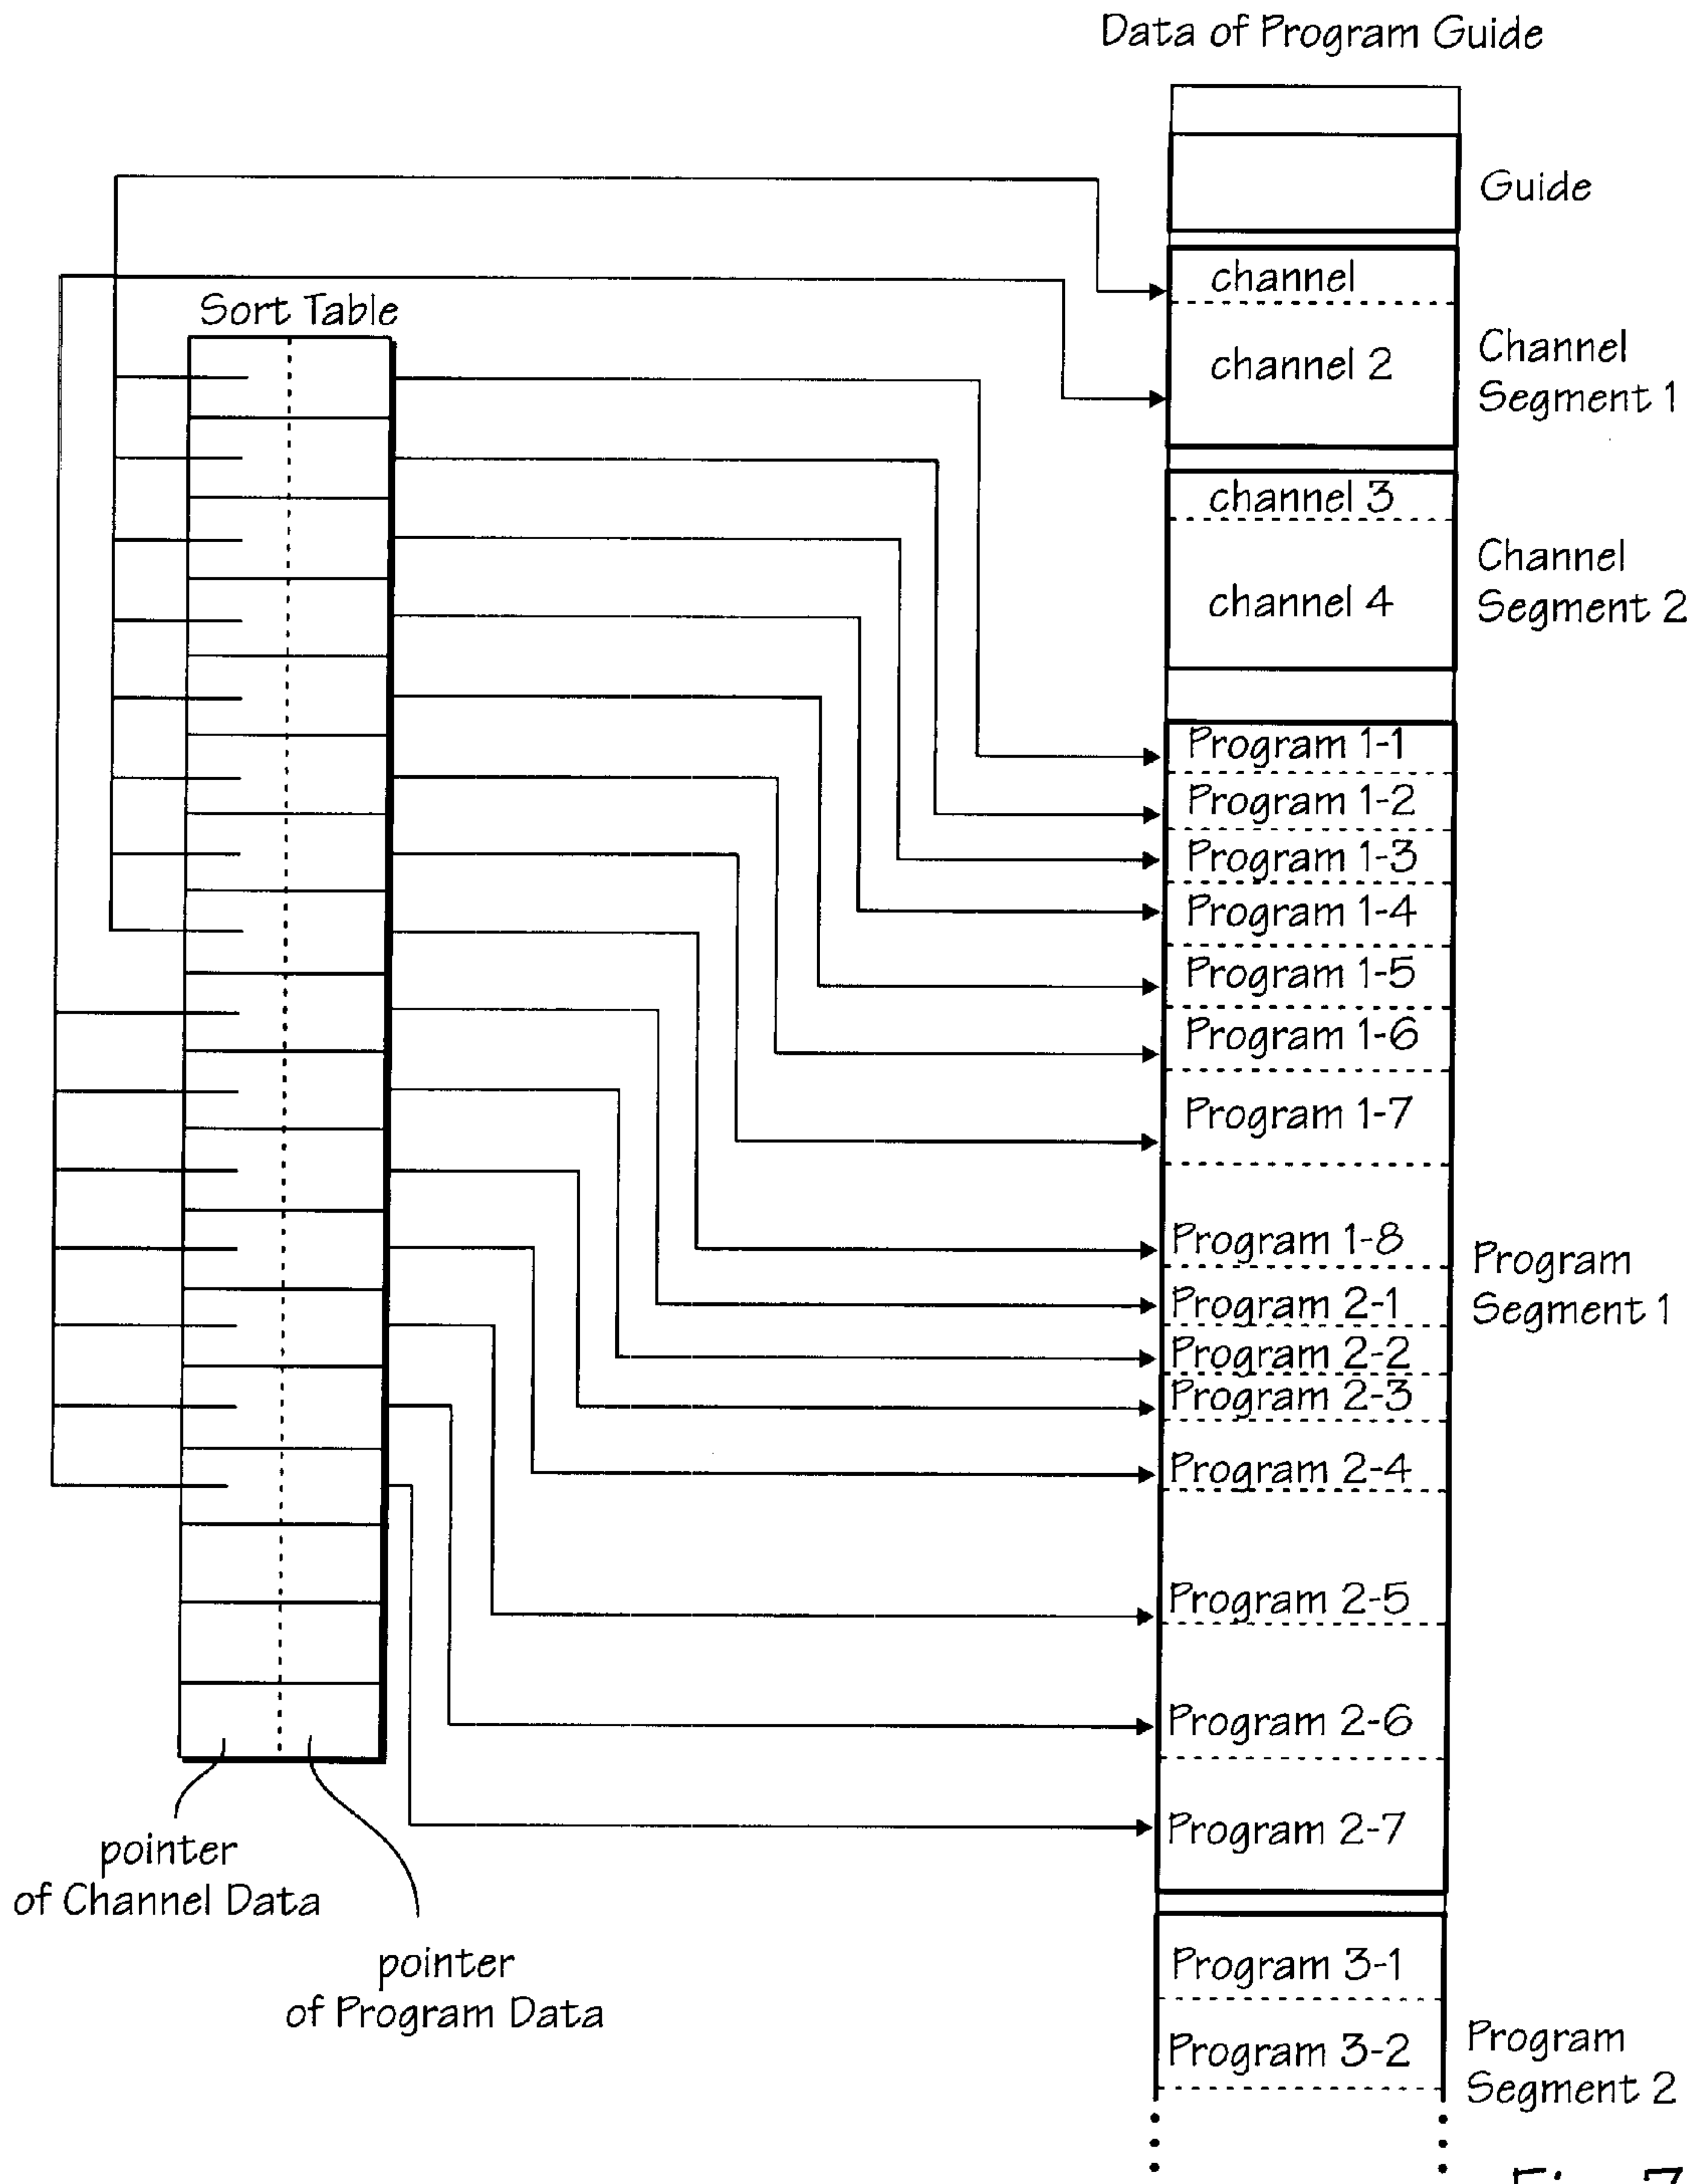 Data of Program Guide
Guide
Sort Table
channel
channel 2
Channel
Segment 1
channel 3
channel 4
Channel
Segment 2
Program 1-1
Program 1-2
Program 1-3
Program 1-4
Program 1-5
Program 1-6
Program 1-7
Program 1-8
Program 2-1
Program 2-2
Program 2-3
Program 2-4
Program 2-5
Program 2-6
Program 2-7
Program
Segment 1
pointer
of Channel Data
pointer
of Program Data
Program 3-1
Program 3-2
Program
Segment 2